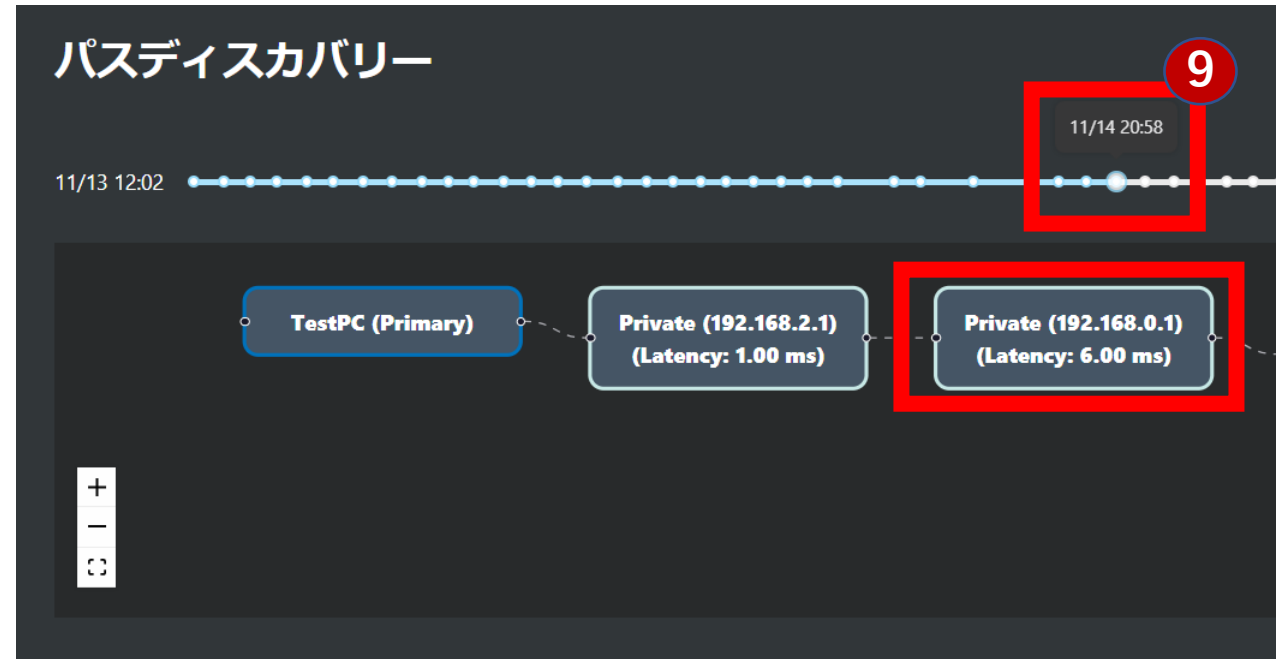 パスディスカバリー
9
11/14 20:58
11/13 12:02
TestPC (Primary)
Private (192.168.2.1)
(Latency: 1.00 ms)
Private (192.168.0.1)
(Latency: 6.00 ms)